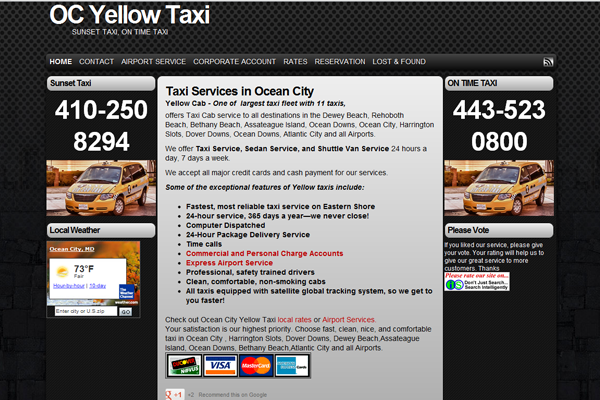 OC Yellow Taxi
SUNSET TAXI, ON TIME TAXI
HOME CONTACT AIRPORT SERVICE CORPORATE ACCOUNT RATES RESERVATION LOST & FOUND
Sunset Taxi
410-250
8294
Local Weather
Ocean City, MD
73°F
Fair
Hour-by-hour | 10-day
The Weather Channel
weather.com
Enter city or U.S.zip GO
Taxi Services in Ocean City
Yellow Cab - One of largest taxi fleet with 11 taxis,
offers Taxi Cab service to all destinations in the Dewey Beach, Rehoboth
Beach, Bethany Beach, Assateague Island, Ocean Downs, Ocean City, Harrington
Slots, Dover Downs, Ocean Downs, Atlantic City and all Airports.
We offer Taxi Service, Sedan Service, and Shuttle Van Service 24 hours a
day, 7 days a week.
We accept all major credit cards and cash payment for our services.
Some of the exceptional features of Yellow taxis include:
• Fastest, most reliable taxi service on Eastern Shore
• 24-hour service, 365 days a year—we never close!
• Computer Dispatched
• 24-Hour Package Delivery Service
• Time calls
• Commercial and Personal Charge Accounts
• Express Airport Service
• Professional, safety trained drivers
• Clean, comfortable, non-smoking cabs
• All taxis equipped with satellite global tracking system, so we get to
you faster!
Check out Ocean City Yellow Taxi local rates or Airport Services.
Your satisfaction is our highest priority. Choose fast, clean, nice, and comfortable
taxi in Ocean City , Harrington Slots, Dover Downs, Dewey Beach,Assateague
Island, Ocean Downs, Bethany Beach,Atlantic City and all Airports.
DISCOVER NOVUS VISA MasterCard AMERICAN EXPRESS Cards
g +1 +2 Recommend this on Google
ON TIME TAXI
443-523
0800
Please Vote
If you liked our service, please
give your vote. Your rating will help us to
give our great service to more
customers. Thanks
Please rate our site on...
Don't Just Search...
Search Intelligently